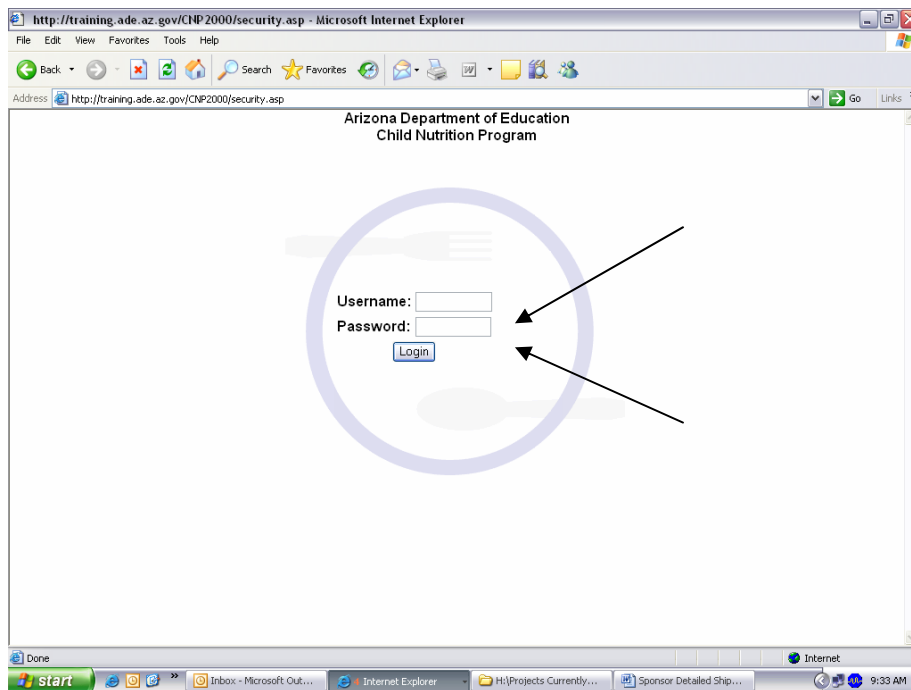 http://training.ade.az.gov/CNP2000/security.asp - Microsoft Internet Explorer
File Edit View Favorites Tools Help
Back Search Favorites
Address http://training.ade.az.gov/CNP2000/security.asp Go Links
Arizona Department of Education
Child Nutrition Program
Username:
Password:
Login
Done Internet
start Inbox - Microsoft Out... Internet Explorer H:\Projects Currently... Sponsor Detailed Ship... 9:33 AM